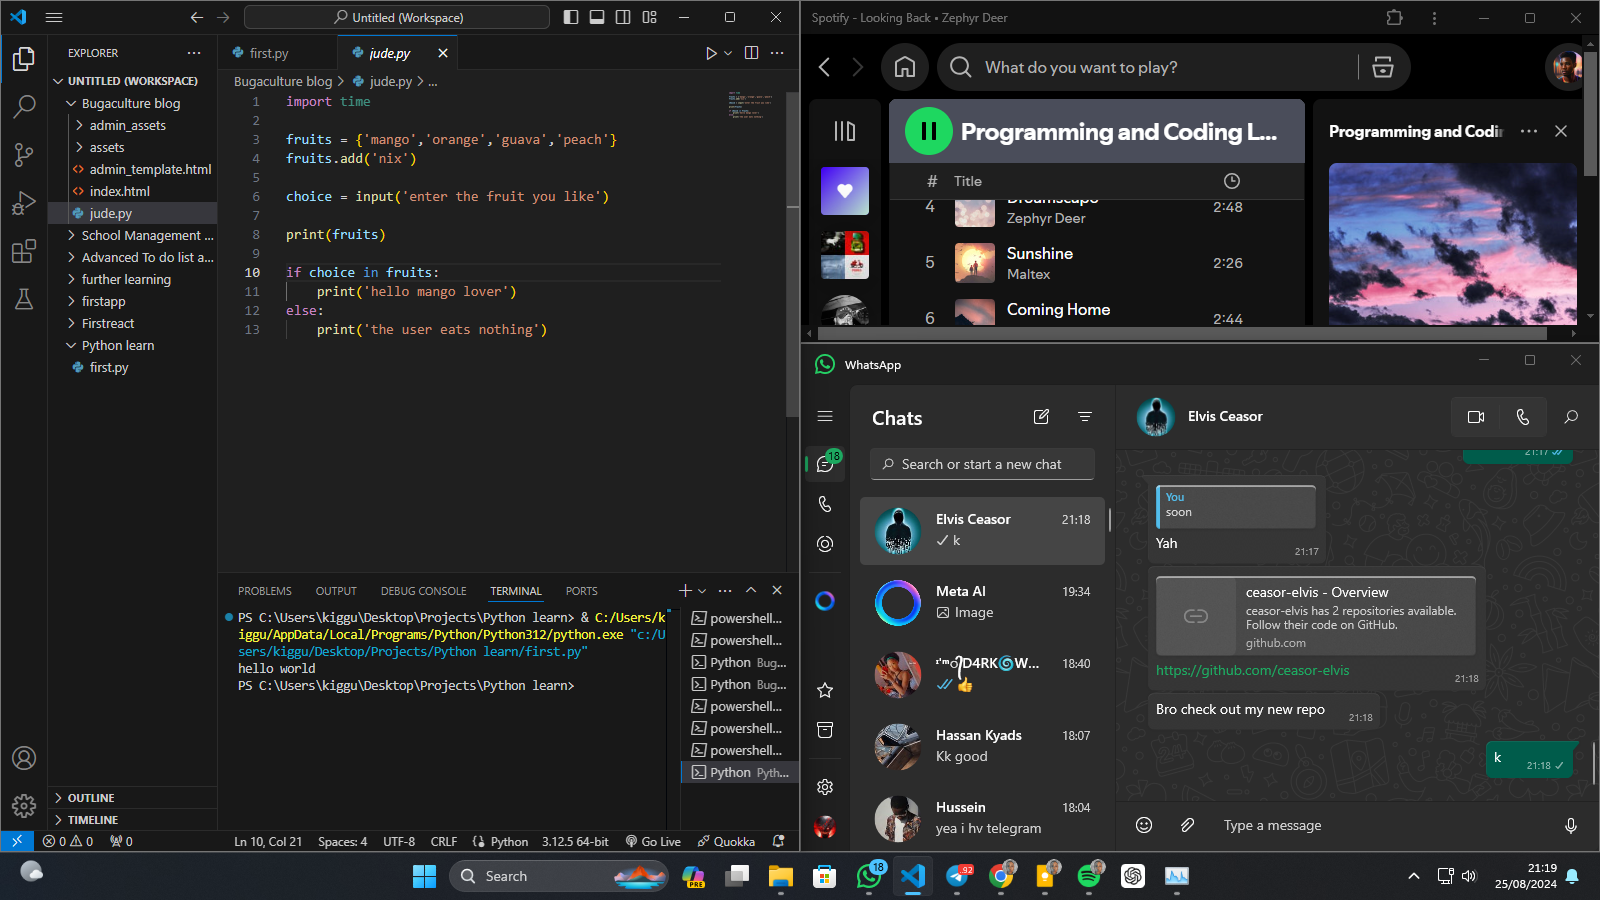 Untitled (Workspace)
EXPLORER
UNTITLED (WORKSPACE)
Bugaculture blog
admin_assets
assets
admin_template.html
index.html
jude.py
School Management ...
Advanced To do list a...
further learning
firstapp
Firstreact
Python learn
first.py
OUTLINE
TIMELINE
first.py
jude.py
Bugaculture blog > jude.py > ...
1 import time
2
3 fruits = {'mango','orange','guava','peach'}
4 fruits.add('nix')
5
6 choice = input('enter the fruit you like')
7
8 print(fruits)
9
10 if choice in fruits:
11 print('hello mango lover')
12 else:
13 print('the user eats nothing')
PROBLEMS OUTPUT DEBUG CONSOLE TERMINAL PORTS
PS C:\Users\kiggu\Desktop\Projects\Python learn> & C:/Users/k
iggu/AppData/Local/Programs/Python/Python312/python.exe "c:/U
sers/kiggu/Desktop/Projects/Python learn/first.py"
hello world
PS C:\Users\kiggu\Desktop\Projects\Python learn>
powershell...
powershell...
Python Bug...
Python Bug...
powershell...
powershell...
powershell...
Python Pyth...
0 0 0 Ln 10, Col 21 Spaces: 4 UTF-8 CRLF Python 3.12.5 64-bit Go Live Quokka
Spotify - Looking Back • Zephyr Deer
What do you want to play?
Programming and Coding L...
# Title
4 Zephyr Deer 2:48
5 Sunshine 2:26
Maltex
6 Coming Home 2:44
Programming and Codin
WhatsApp
Chats
18
Search or start a new chat
Elvis Ceasor 21:18
k
Meta AI 19:34
Image
D4RK W... 18:40
👍
Hassan Kyads 18:07
Kk good
Hussein 18:04
yea i hv telegram
Elvis Ceasor
21:17
You
soon
Yah
21:17
ceasor-elvis - Overview
ceasor-elvis has 2 repositories available.
Follow their code on GitHub.
github.com
https://github.com/ceasor-elvis
21:18
Bro check out my new repo
21:18
k
21:18
Type a message
Search
PRE
18
.92
21:19
25/08/2024